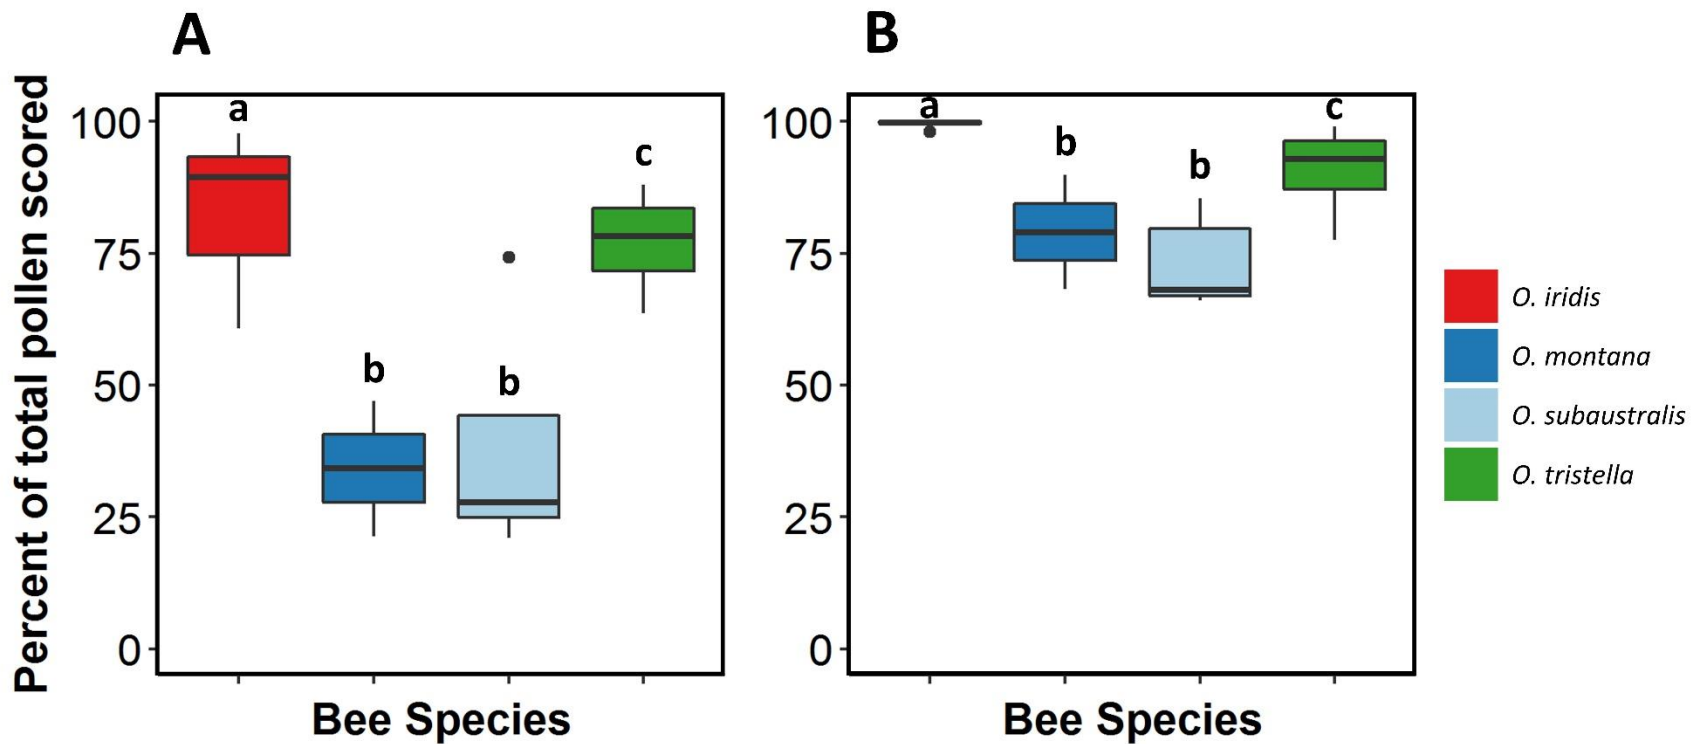 A
B
Percent of total pollen scored
100
75
50
25
0
a
b
b
c
Bee Species
100
75
50
25
0
a
b
b
c
Bee Species
O. iridis
O. montana
O. subaustralis
O. tristella